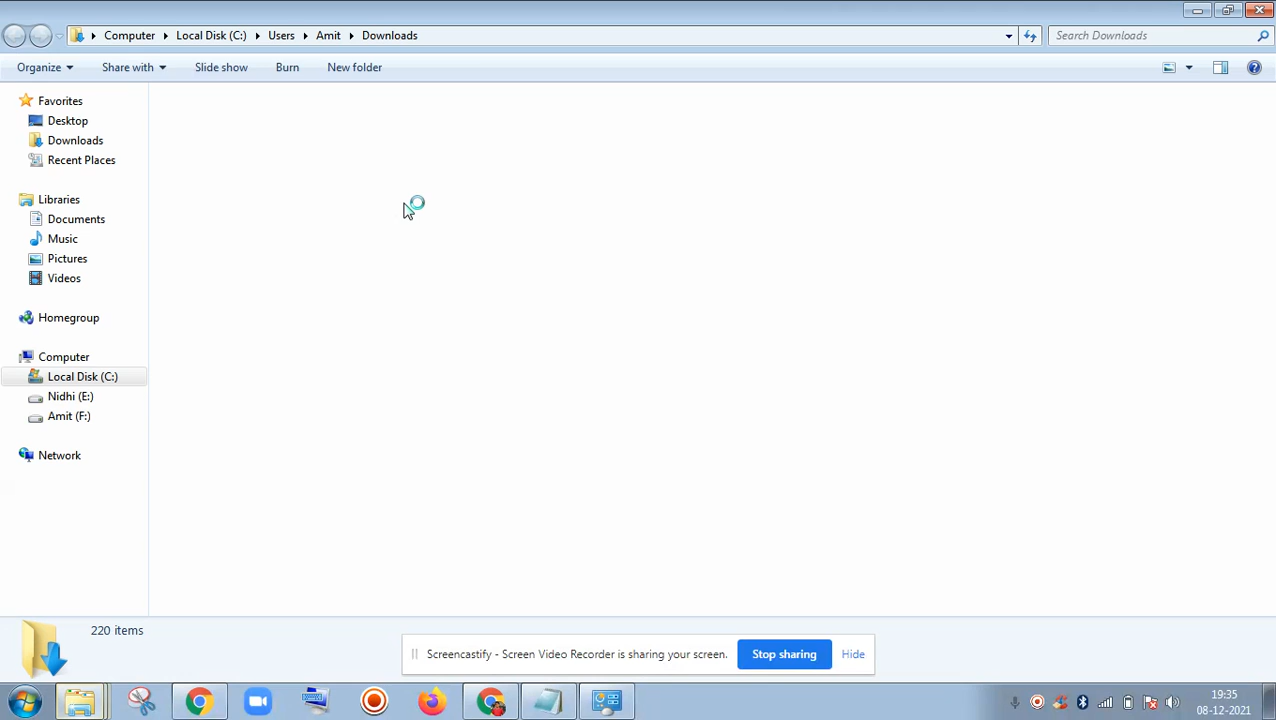 Computer Local Disk (C:) Users Amit Downloads Search Downloads
Organize Share with Slide show Burn New folder
Favorites
Desktop
Downloads
Recent Places
Libraries
Documents
Music
Pictures
Videos
Homegroup
Computer
Local Disk (C:)
Nidhi (E:)
Amit (F:)
Network
220 items
Screencastify - Screen Video Recorder is sharing your screen. Stop sharing Hide
19:35
08-12-2021